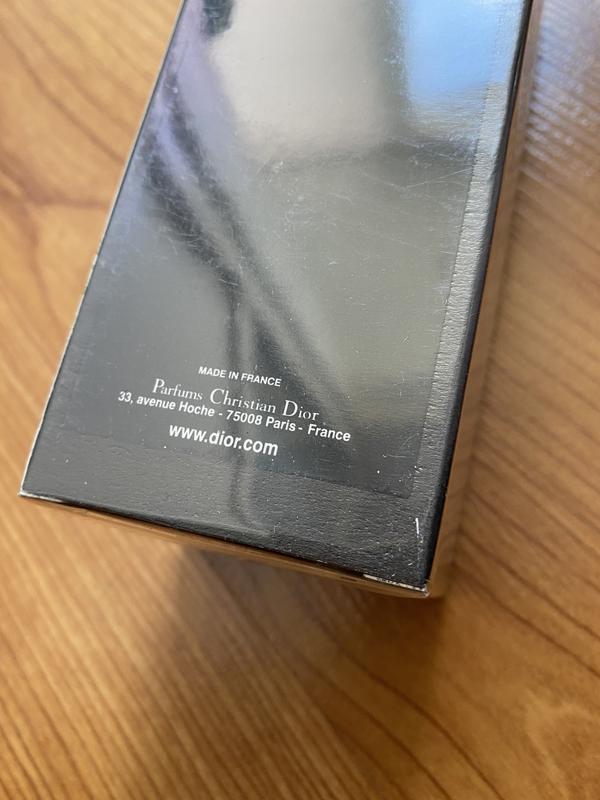 MADE IN FRANCE
Parfums Christian Dior
33, avenue Hoche - 75008 Paris - France
www.dior.com